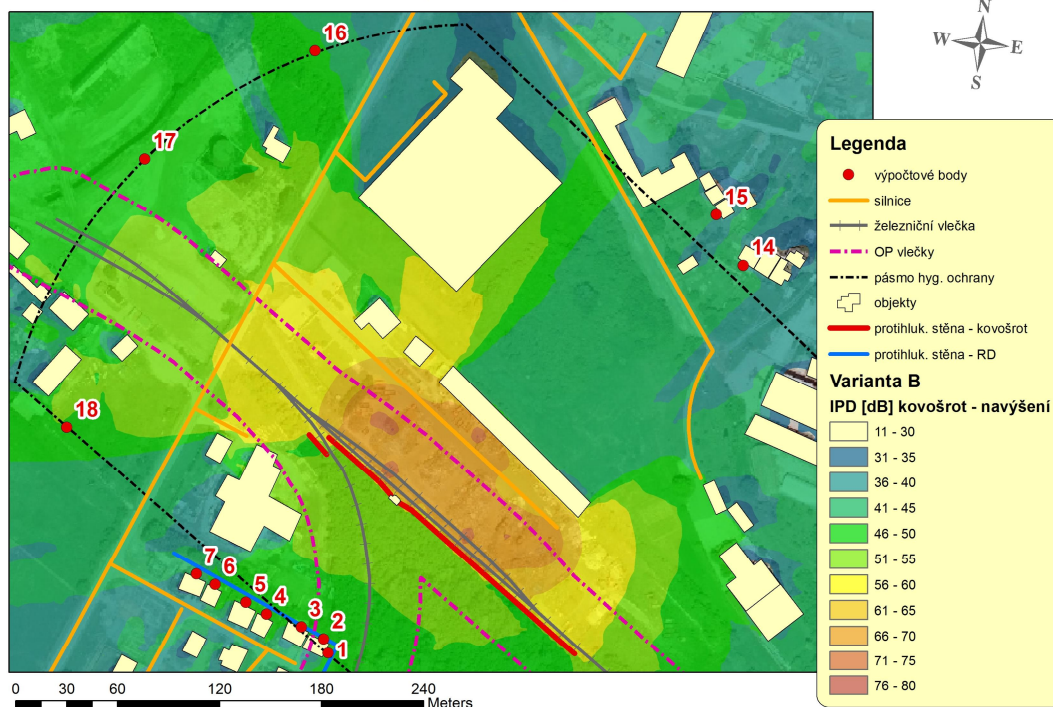 N
W E
S
16
17
15
14
18
7
6
5
4
3
2
1
Legenda
výpočtové body
silnice
železniční vlečka
OP vlečky
pásmo hyg. ochrany
objekty
protihluk. stěna - kovošrot
protihluk. stěna - RD
Varianta B
IPD [dB] kovošrot - navýšení
11 - 30
31 - 35
36 - 40
41 - 45
46 - 50
51 - 55
56 - 60
61 - 65
66 - 70
71 - 75
76 - 80
0 30 60 120 180 240
Meters